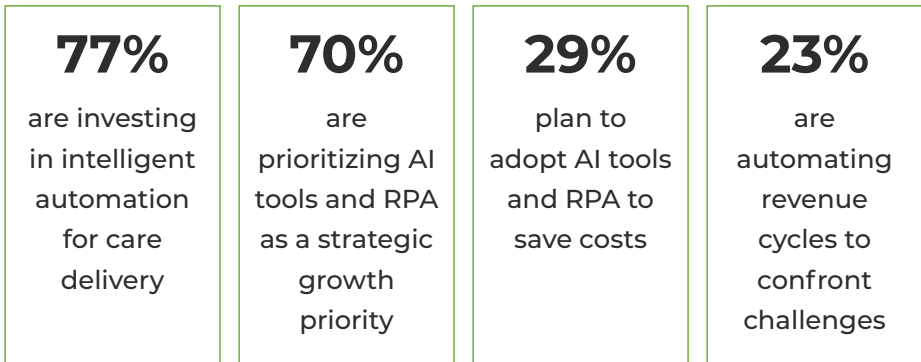 77%
are investing
in intelligent
automation
for care
delivery
70%
are
prioritizing AI
tools and RPA
as a strategic
growth
priority
29%
plan to
adopt AI tools
and RPA to
save costs
23%
are
automating
revenue
cycles to
confront
challenges